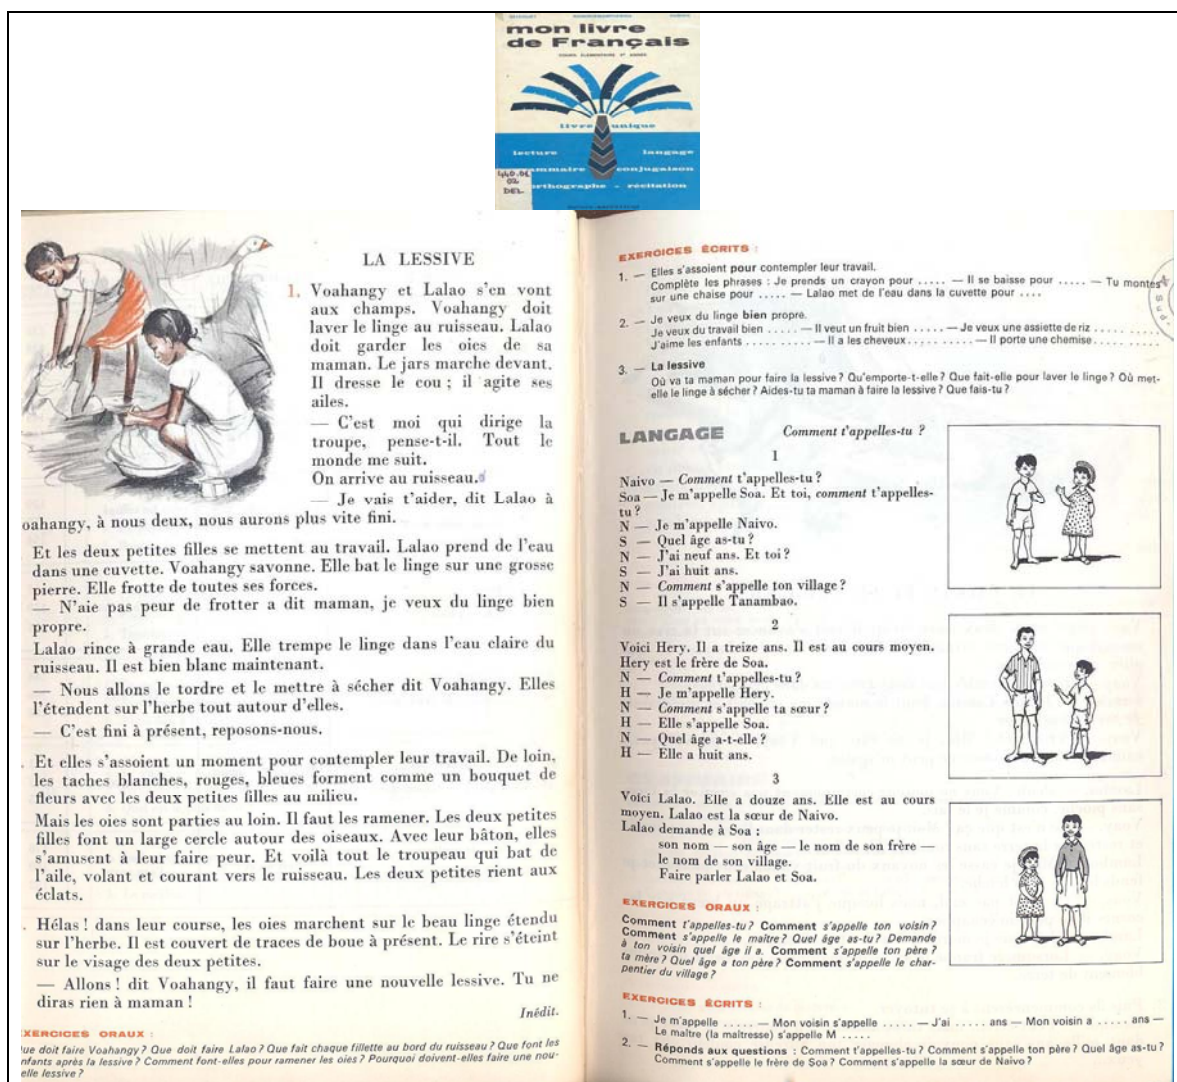 mon livre
de Français
COURS ÉLÉMENTAIRE 2e ANNÉE
livre unique
lecture langage
grammaire conjugaison
orthographe - récitation
440.06
02
DEL
LA LESSIVE
1. Voahangy et Lalao s'en vont
aux champs. Voahangy doit
laver le linge au ruisseau. Lalao
doit garder les oies de sa
maman. Le jars marche devant.
Il dresse le cou ; il agite ses
ailes.
— C'est moi qui dirige la
troupe, pense-t-il. Tout le
monde me suit.
On arrive au ruisseau.
— Je vais t'aider, dit Lalao à
oahangy, à nous deux, nous aurons plus vite fini.
Et les deux petites filles se mettent au travail. Lalao prend de l'eau
dans une cuvette. Voahangy savonne. Elle bat le linge sur une grosse
pierre. Elle frotte de toutes ses forces.
— N'aie pas peur de frotter a dit maman, je veux du linge bien
propre.
Lalao rince à grande eau. Elle trempe le linge dans l'eau claire du
ruisseau. Il est bien blanc maintenant.
— Nous allons le tordre et le mettre à sécher dit Voahangy. Elles
l'étendent sur l'herbe tout autour d'elles.
— C'est fini à présent, reposons-nous.
Et elles s'assoient un moment pour contempler leur travail. De loin,
les taches blanches, rouges, bleues forment comme un bouquet de
fleurs avec les deux petites filles au milieu.
Mais les oies sont parties au loin. Il faut les ramener. Les deux petites
filles font un large cercle autour des oiseaux. Avec leur bâton, elles
s'amusent à leur faire peur. Et voilà tout le troupeau qui bat de
l'aile, volant et courant vers le ruisseau. Les deux petites rient aux
éclats.
Hélas ! dans leur course, les oies marchent sur le beau linge étendu
sur l'herbe. Il est couvert de traces de boue à présent. Le rire s'éteint
sur le visage des deux petites.
— Allons ! dit Voahangy, il faut faire une nouvelle lessive. Tu ne
diras rien à maman !
Inédit.
EXERCICES ORAUX :
ue doit faire Voahangy ? Que doit faire Lalao ? Que fait chaque fillette au bord du ruisseau ? Que font les
nfants après la lessive ? Comment font-elles pour ramener les oies ? Pourquoi doivent-elles faire une nou-
elle lessive ?
EXERCICES ÉCRITS :
1. — Elles s'assoient pour contempler leur travail.
Complète les phrases : Je prends un crayon pour ..... — Il se baisse pour ..... — Tu montes
sur une chaise pour ..... — Lalao met de l'eau dans la cuvette pour ....
2. — Je veux du linge bien propre.
Je veux du travail bien ..... — Il veut un fruit bien ..... — Je veux une assiette de riz ..........
J'aime les enfants .......... — Il a les cheveux .......... — Il porte une chemise ..........
3. — La lessive
Où va ta maman pour faire la lessive ? Qu'emporte-t-elle ? Que fait-elle pour laver le linge ? Où met-
elle le linge à sécher ? Aides-tu ta maman à faire la lessive ? Que fais-tu ?
LANGAGE Comment t'appelles-tu ?
1
Naivo — Comment t'appelles-tu ?
Soa — Je m'appelle Soa. Et toi, comment t'appelles-
tu ?
N — Je m'appelle Naivo.
S — Quel âge as-tu ?
N — J'ai neuf ans. Et toi ?
S — J'ai huit ans.
N — Comment s'appelle ton village ?
S — Il s'appelle Tanambao.
2
Voici Hery. Il a treize ans. Il est au cours moyen.
Hery est le frère de Soa.
N — Comment t'appelles-tu ?
H — Je m'appelle Hery.
N — Comment s'appelle ta sœur ?
H — Elle s'appelle Soa.
N — Quel âge a-t-elle ?
H — Elle a huit ans.
3
Voici Lalao. Elle a douze ans. Elle est au cours
moyen. Lalao est la sœur de Naivo.
Lalao demande à Soa :
son nom — son âge — le nom de son frère —
le nom de son village.
Faire parler Lalao et Soa.
EXERCICES ORAUX :
Comment t'appelles-tu ? Comment s'appelle ton voisin ?
Comment s'appelle le maître ? Quel âge as-tu ? Demande
à ton voisin quel âge il a. Comment s'appelle ton père ?
ta mère ? Quel âge a ton père ? Comment s'appelle le char-
pentier du village ?
EXERCICES ÉCRITS :
1. — Je m'appelle ..... — Mon voisin s'appelle ..... — J'ai ..... ans — Mon voisin a ..... ans —
Le maître (la maîtresse) s'appelle M .....
2. — Réponds aux questions : Comment t'appelles-tu ? Comment s'appelle ton père ? Quel âge as-tu ?
Comment s'appelle le frère de Soa ? Comment s'appelle la sœur de Naivo ?